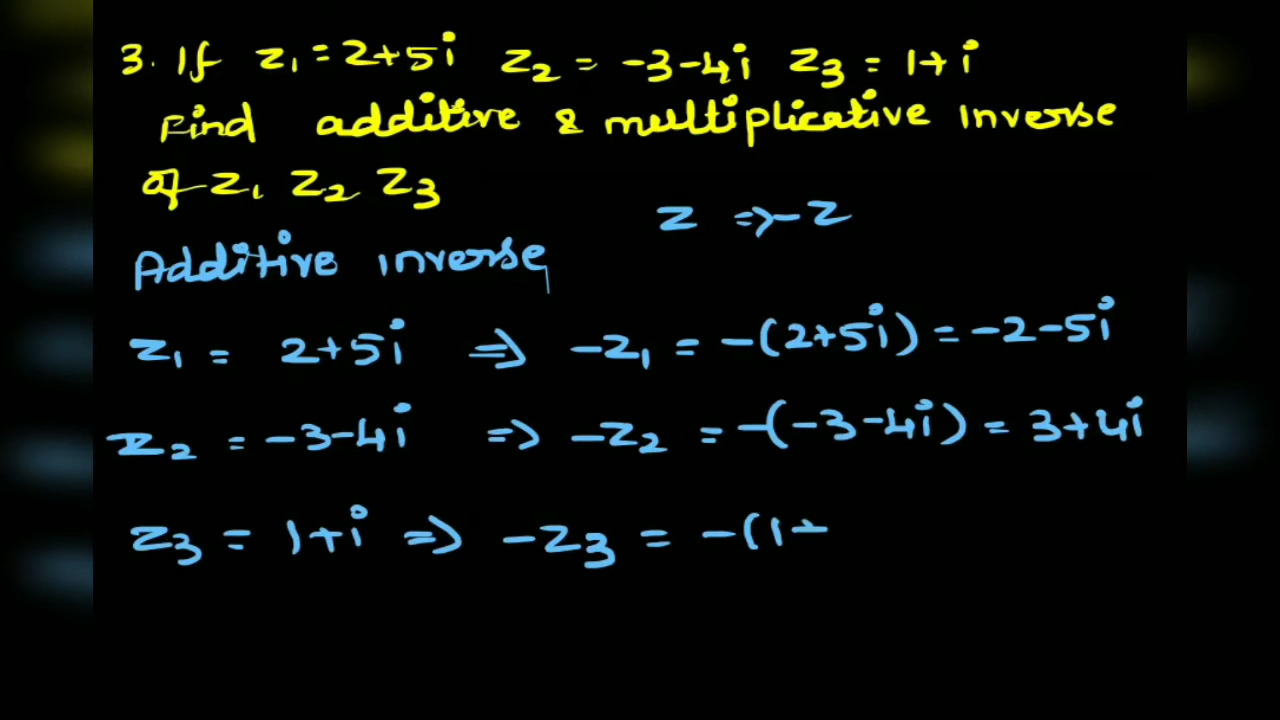 3. If z₁ = 2+5i z₂ = -3-4i z₃ = 1+i
Find additive & multiplicative inverse
of z₁ z₂ z₃
z => -z
Additive inverse
z₁ = 2+5i => -z₁ = -(2+5i) = -2-5i
z₂ = -3-4i => -z₂ = -(-3-4i) = 3+4i
z₃ = 1+i => -z₃ = -(1+